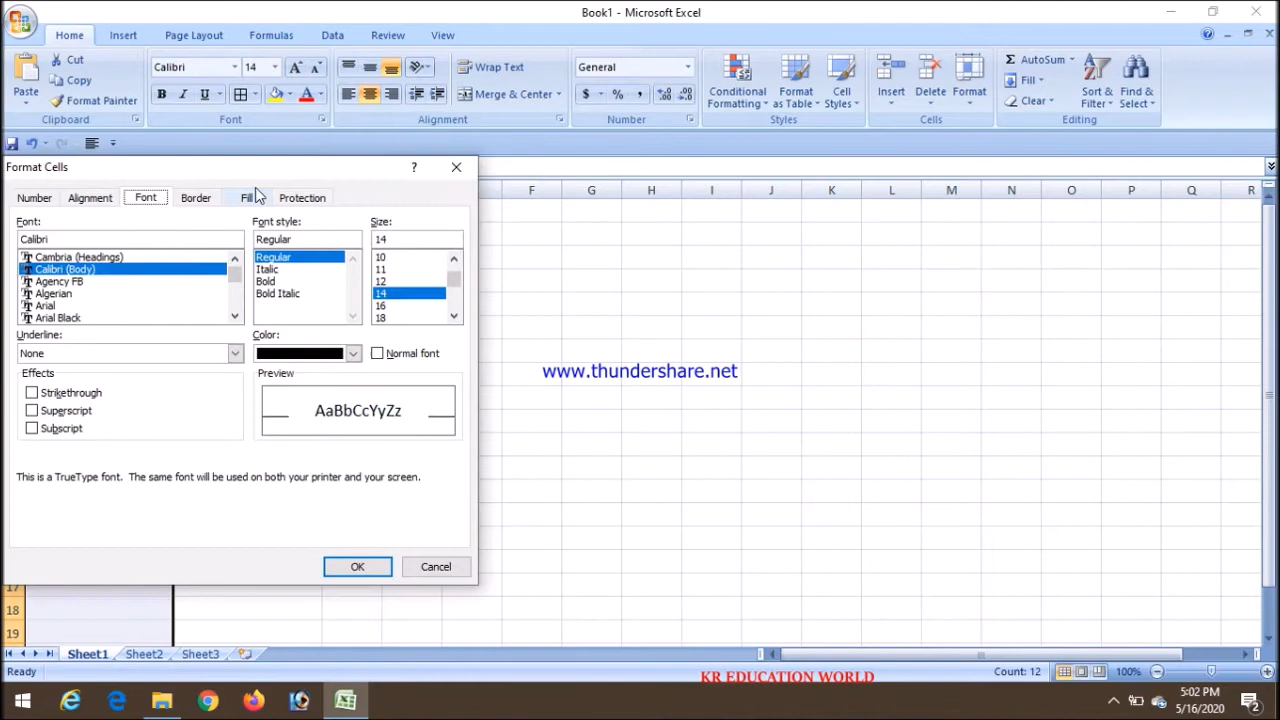 Book1 - Microsoft Excel
Home Insert Page Layout Formulas Data Review View
Paste
Cut
Copy
Format Painter
Clipboard
Calibri 14
B I U
Font
Wrap Text
Merge & Center
Alignment
General
$ % ,
Number
Conditional Formatting
Format as Table
Cell Styles
Styles
Insert Delete Format
Cells
Σ AutoSum
Fill
Clear
Sort & Filter
Find & Select
Editing
Format Cells
Number Alignment Font Border Fill Protection
Font: Font style: Size:
Calibri Regular 14
Cambria (Headings) Regular 10
Calibri (Body) Italic 11
Agency FB Bold 12
Algerian Bold Italic 14
Arial 16
Arial Black 18
Underline: Color:
None Normal font
Effects Preview
Strikethrough
Superscript
Subscript
AaBbCcYyZz
This is a TrueType font. The same font will be used on both your printer and your screen.
OK Cancel
F G H I J K L M N O P Q R
www.thundershare.net
17
18
19
Sheet1 Sheet2 Sheet3
Ready Count: 12 100%
KR EDUCATION WORLD
5:02 PM
5/16/2020
2